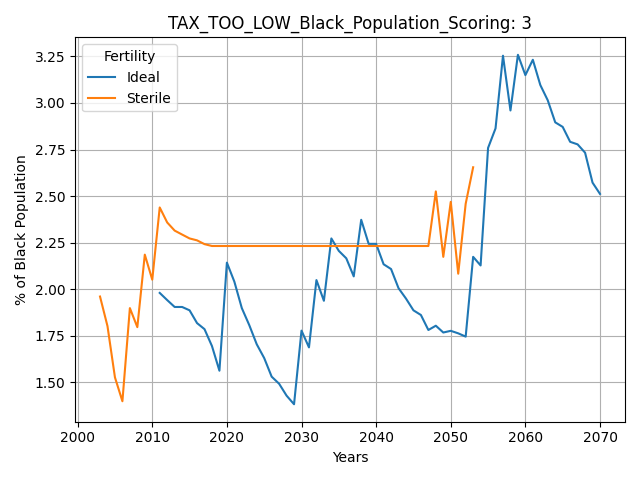 TAX_TOO_LOW_Black_Population_Scoring: 3
Fertility
Ideal
Sterile
% of Black Population
3.25
3.00
2.75
2.50
2.25
2.00
1.75
1.50
2000 2010 2020 2030 2040 2050 2060 2070
Years